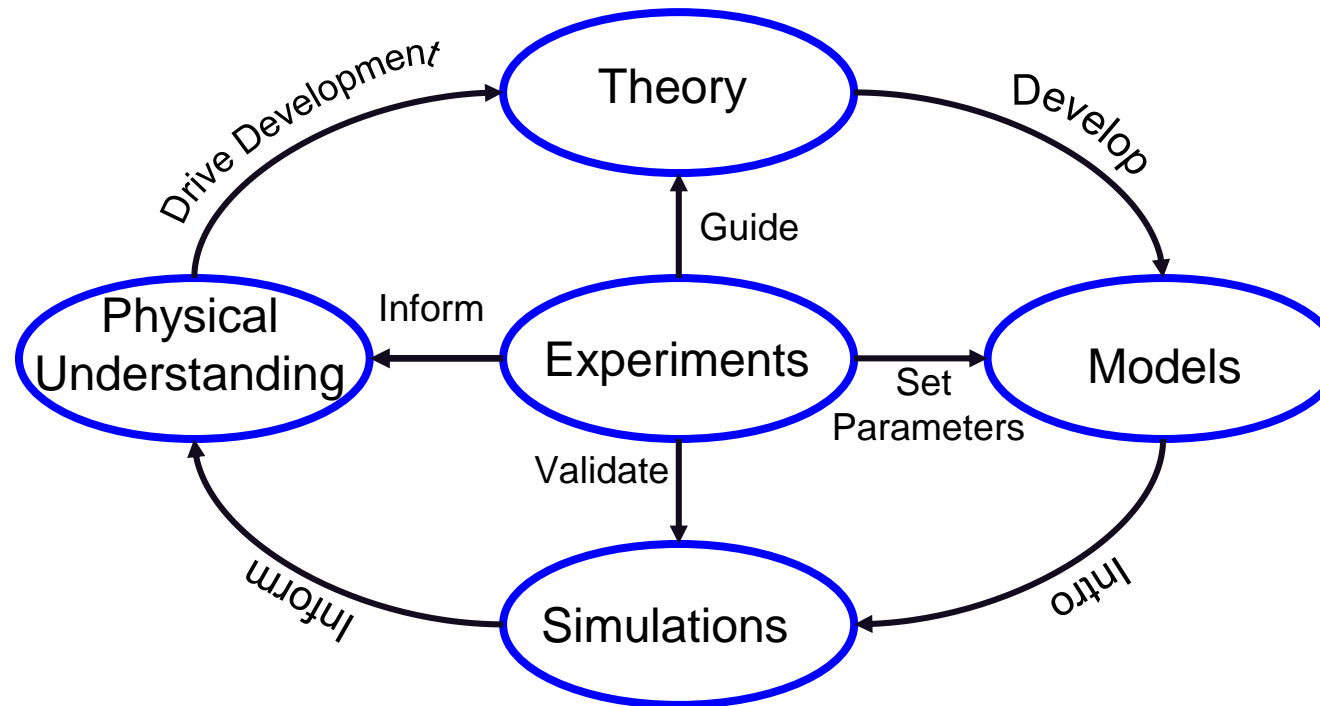 Drive Development
Theory
Develop
Guide
Physical
Understanding
Inform
Experiments
Set
Parameters
Models
Validate
Inform
Simulations
Intro